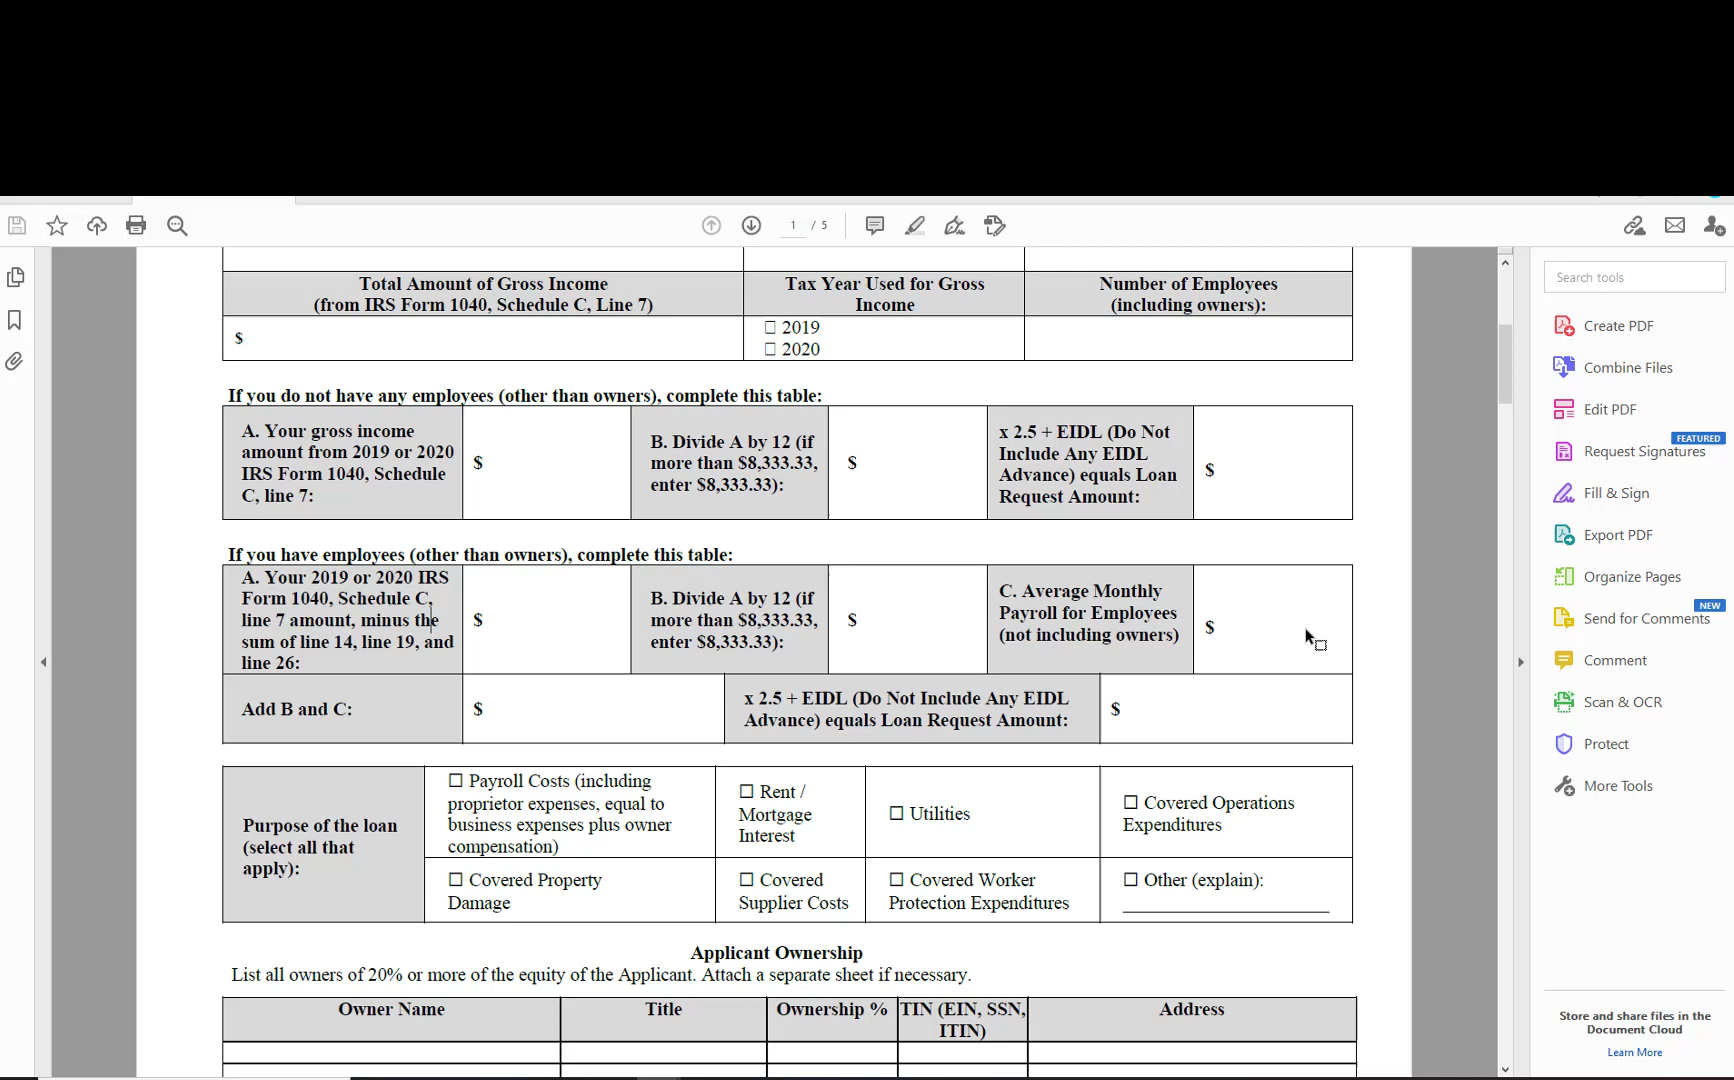 1 / 5
Total Amount of Gross Income
(from IRS Form 1040, Schedule C, Line 7)
Tax Year Used for Gross
Income
Number of Employees
(including owners):
$
☐ 2019
☐ 2020
If you do not have any employees (other than owners), complete this table:
A. Your gross income
amount from 2019 or 2020
IRS Form 1040, Schedule
C, line 7:
$
B. Divide A by 12 (if
more than $8,333.33,
enter $8,333.33):
$
x 2.5 + EIDL (Do Not
Include Any EIDL
Advance) equals Loan
Request Amount:
$
If you have employees (other than owners), complete this table:
A. Your 2019 or 2020 IRS
Form 1040, Schedule C,
line 7 amount, minus the
sum of line 14, line 19, and
line 26:
$
B. Divide A by 12 (if
more than $8,333.33,
enter $8,333.33):
$
C. Average Monthly
Payroll for Employees
(not including owners)
$
Add B and C:
$
x 2.5 + EIDL (Do Not Include Any EIDL
Advance) equals Loan Request Amount:
$
Purpose of the loan
(select all that
apply):
☐ Payroll Costs (including
proprietor expenses, equal to
business expenses plus owner
compensation)
☐ Rent /
Mortgage
Interest
☐ Utilities
☐ Covered Operations
Expenditures
☐ Covered Property
Damage
☐ Covered
Supplier Costs
☐ Covered Worker
Protection Expenditures
☐ Other (explain):
Applicant Ownership
List all owners of 20% or more of the equity of the Applicant. Attach a separate sheet if necessary.
Owner Name
Title
Ownership %
TIN (EIN, SSN,
ITIN)
Address
Search tools
Create PDF
Combine Files
Edit PDF
FEATURED
Request Signatures
Fill & Sign
Export PDF
Organize Pages
NEW
Send for Comments
Comment
Scan & OCR
Protect
More Tools
Store and share files in the
Document Cloud
Learn More